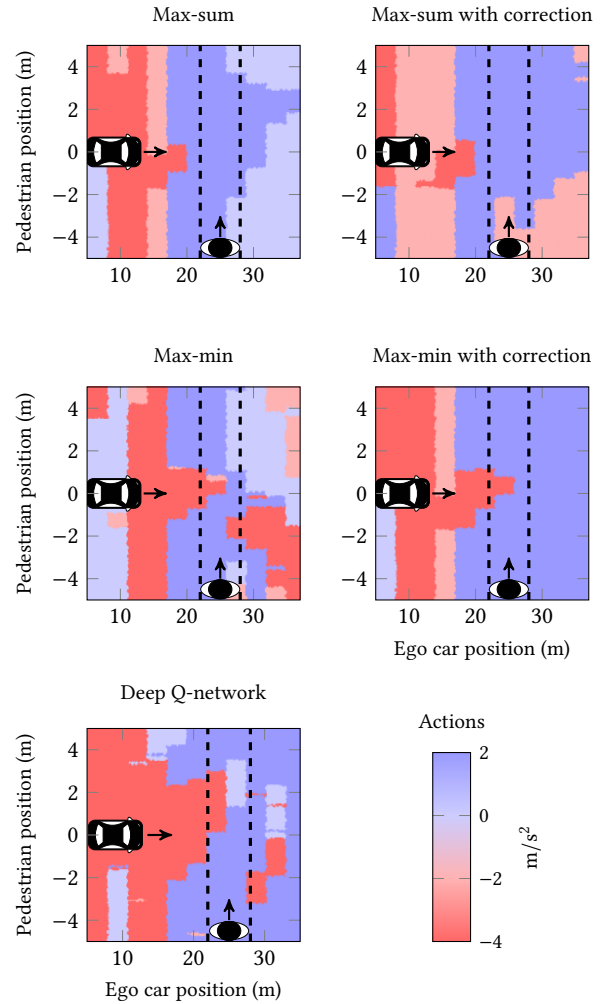 Max-sum
Max-sum with correction
Pedestrian position (m)
4
2
0
−2
−4
10 20 30
4
2
0
−2
−4
10 20 30
Max-min
Max-min with correction
Pedestrian position (m)
4
2
0
−2
−4
10 20 30
4
2
0
−2
−4
10 20 30
Ego car position (m)
Deep Q-network
Pedestrian position (m)
4
2
0
−2
−4
10 20 30
Ego car position (m)
Actions
2
0
−2
−4
m/s²